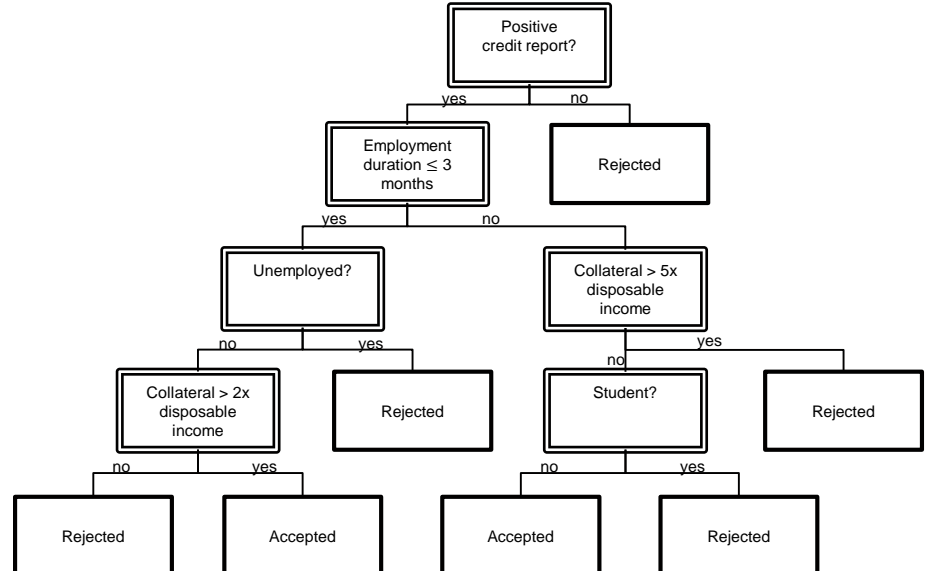 Positive
credit report?
yes
no
Employment
duration ≤ 3
months
Rejected
yes
no
Unemployed?
Collateral > 5x
disposable
income
no
yes
no
yes
Collateral > 2x
disposable
income
Rejected
Student?
Rejected
no
yes
no
yes
Rejected
Accepted
Accepted
Rejected